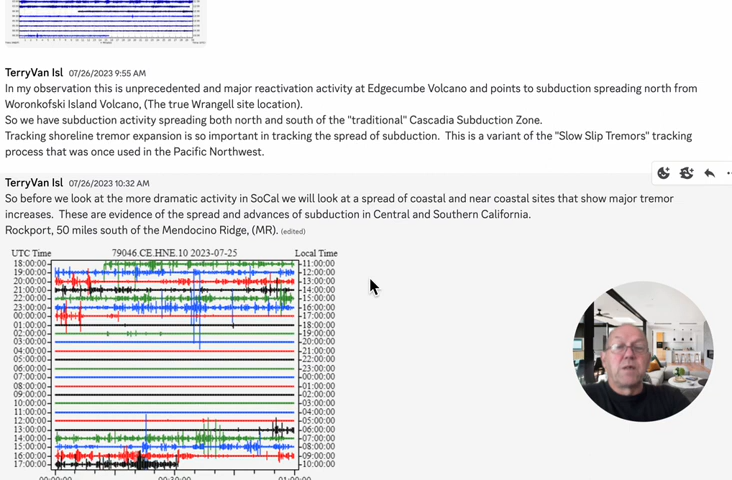 TerryVan Isl 07/26/2023 9:55 AM
In my observation this is unprecedented and major reactivation activity at Edgecumbe Volcano and points to subduction spreading north from
Woronkofski Island Volcano, (The true Wrangell site location).
So we have subduction activity spreading both north and south of the "traditional" Cascadia Subduction Zone.
Tracking shoreline tremor expansion is so important in tracking the spread of subduction. This is a variant of the "Slow Slip Tremors" tracking
process that was once used in the Pacific Northwest.
TerryVan Isl 07/26/2023 10:32 AM
So before we look at the more dramatic activity in SoCal we will look at a spread of coastal and near coastal sites that show major tremor
increases. These are evidence of the spread and advances of subduction in Central and Southern California.
Rockport, 50 miles south of the Mendocino Ridge, (MR). (edited)
UTC Time 79046.CE.HNE.10 2023-07-25 Local Time
18:00:00 11:00:00
19:00:00 12:00:00
20:00:00 13:00:00
21:00:00 14:00:00
22:00:00 15:00:00
23:00:00 16:00:00
00:00:00 17:00:00
01:00:00 18:00:00
02:00:00 19:00:00
03:00:00 20:00:00
04:00:00 21:00:00
05:00:00 22:00:00
06:00:00 23:00:00
07:00:00 00:00:00
08:00:00 01:00:00
09:00:00 02:00:00
10:00:00 03:00:00
11:00:00 04:00:00
12:00:00 05:00:00
13:00:00 06:00:00
14:00:00 07:00:00
15:00:00 08:00:00
16:00:00 09:00:00
17:00:00 10:00:00